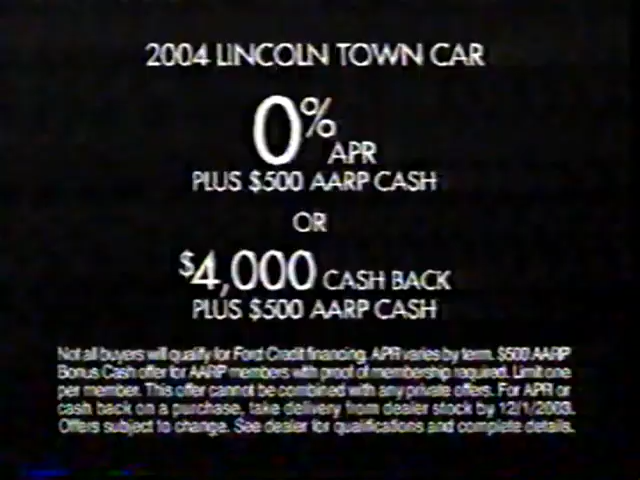 2004 LINCOLN TOWN CAR
0% APR
PLUS $500 AARP CASH
OR
$4,000 CASH BACK
PLUS $500 AARP CASH
Not all buyers will qualify for Ford Credit financing. APR varies by term. $500 AARP
Bonus Cash offer for AARP members with proof of membership required. Limit one
per member. This offer cannot be combined with any private offers. For APR or
cash back on a purchase, take delivery from dealer stock by 12/1/2003.
Offers subject to change. See dealer for qualifications and complete details.